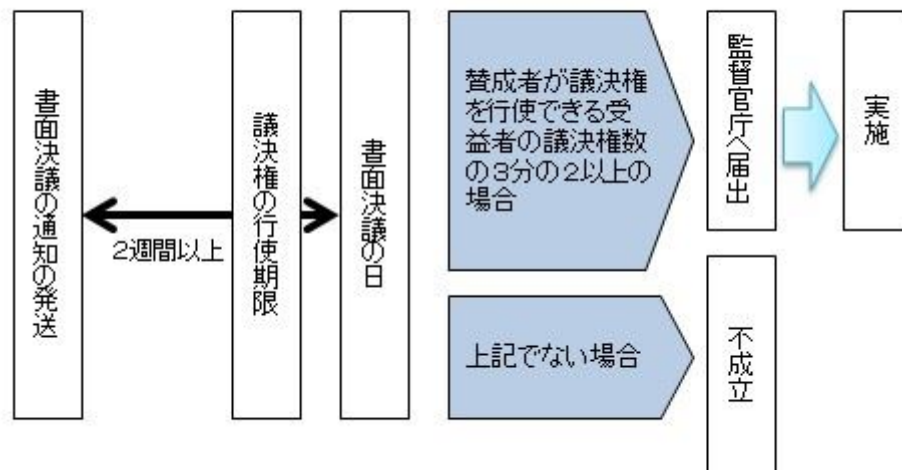 書面決議の通知の発送
2週間以上
議決権の行使期限
書面決議の日
賛成者が議決権
を行使できる受
益者の議決権数
の3分の2以上の
場合
監督官庁へ届出
実施
上記でない場合
不成立